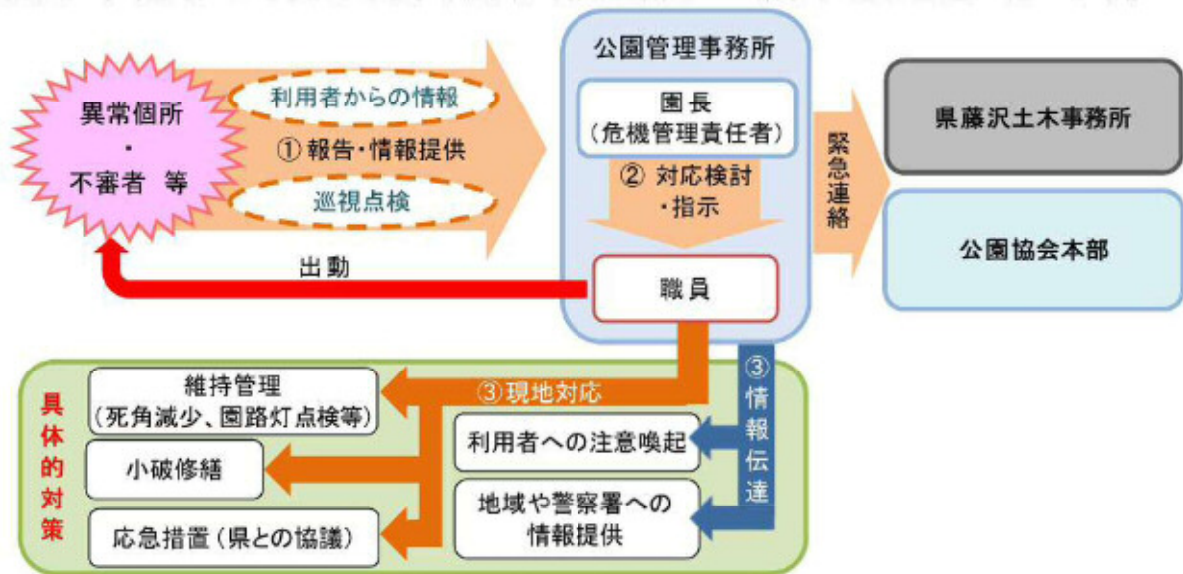 公園管理事務所
異常個所
・
不審者 等
利用者からの情報
①報告・情報提供
巡視点検
園長
(危機管理責任者)
② 対応検討
・指示
職員
出動
緊急連絡
県藤沢土木事務所
公園協会本部
具体的対策
③現地対応
維持管理
(死角減少、園路灯点検等)
小破修繕
応急措置(県との協議)
③情報伝達
利用者への注意喚起
地域や警察署への
情報提供